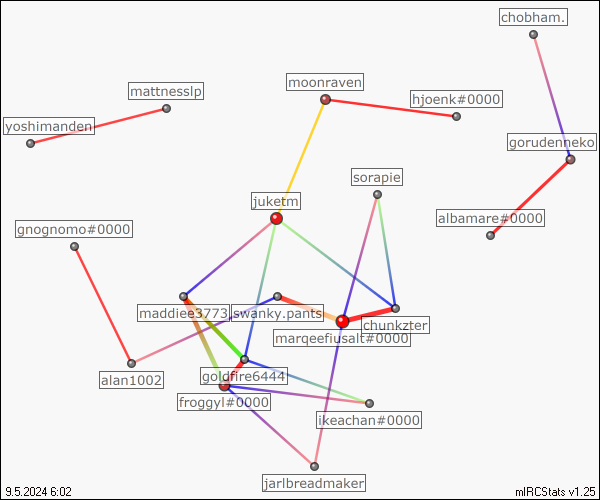 chobham.
moonraven
mattnesslp
hjoenk#0000
yoshimanden
gorudenneko
sorapie
juketm
albamare#0000
gnognomo#0000
maddiee3773
swanky.pants
chunkzter
marqeefiusalt#0000
goldfire6444
alan1002
froggyl#0000
ikeachan#0000
jarlbreadmaker
9.5.2024 6:02
mIRCStats v1.25